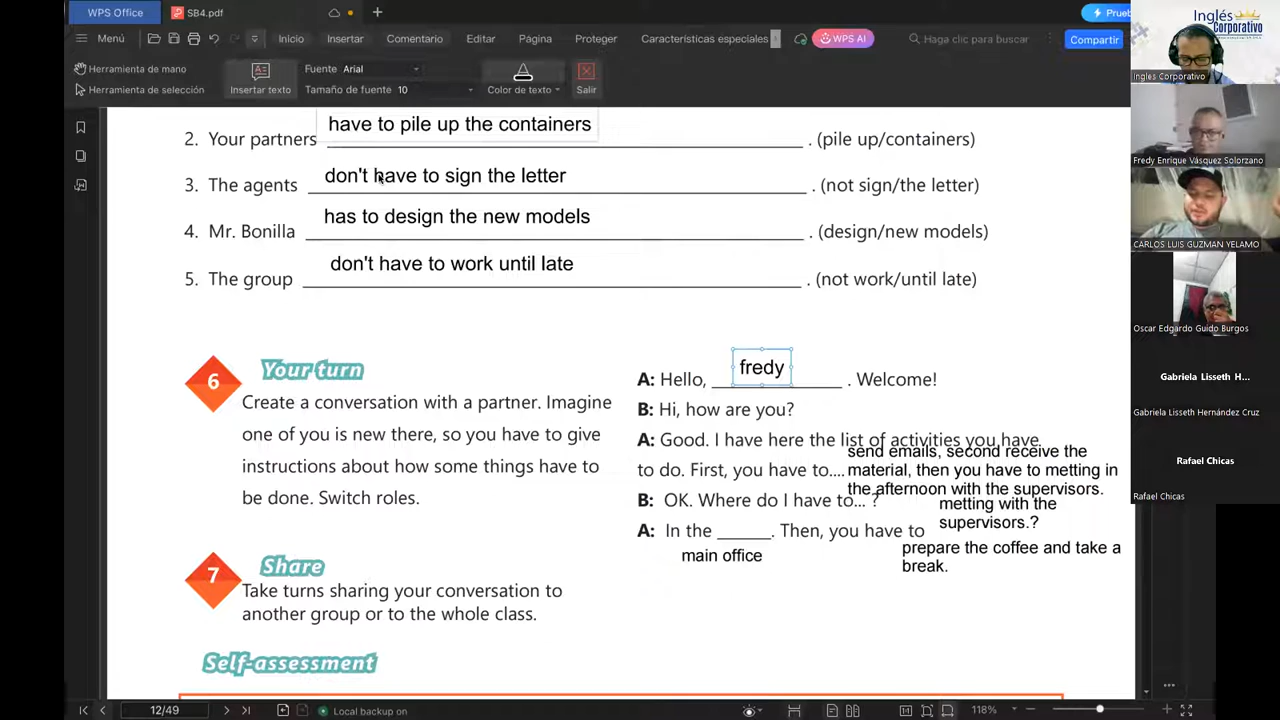 WPS Office
SB4.pdf
Prueb
Menú
Inicio
Insertar
Comentario
Editar
Página
Proteger
Características especiales
WPS AI
Haga clic para buscar
Compartir
Herramienta de mano
Herramienta de selección
Insertar texto
Fuente Arial
Tamaño de fuente 10
Color de texto
Salir
Inglés
Corporativo
Ingles Corporativo
Fredy Enrique Vásquez Solorzano
CARLOS LUIS GUZMAN YELAMO
Oscar Edgardo Guido Burgos
Gabriela Lisseth H...
Gabriela Lisseth Hernández Cruz
Rafael Chicas
Rafael Chicas
have to pile up the containers
2. Your partners ____ . (pile up/containers)
don't have to sign the letter
3. The agents ____ . (not sign/the letter)
has to design the new models
4. Mr. Bonilla ____ . (design/new models)
don't have to work until late
5. The group ____ . (not work/until late)
6 Your turn
Create a conversation with a partner. Imagine
one of you is new there, so you have to give
instructions about how some things have to
be done. Switch roles.
7 Share
Take turns sharing your conversation to
another group or to the whole class.
fredy
A: Hello, ____ . Welcome!
B: Hi, how are you?
A: Good. I have here the list of activities you have
to do. First, you have to....
send emails, second receive the
material, then you have to metting in
the afternoon with the supervisors.
B: OK. Where do I have to... ?
metting with the
supervisors.?
A: In the ____. Then, you have to
main office
prepare the coffee and take a
break.
Self-assessment
12/49
Local backup on
118%